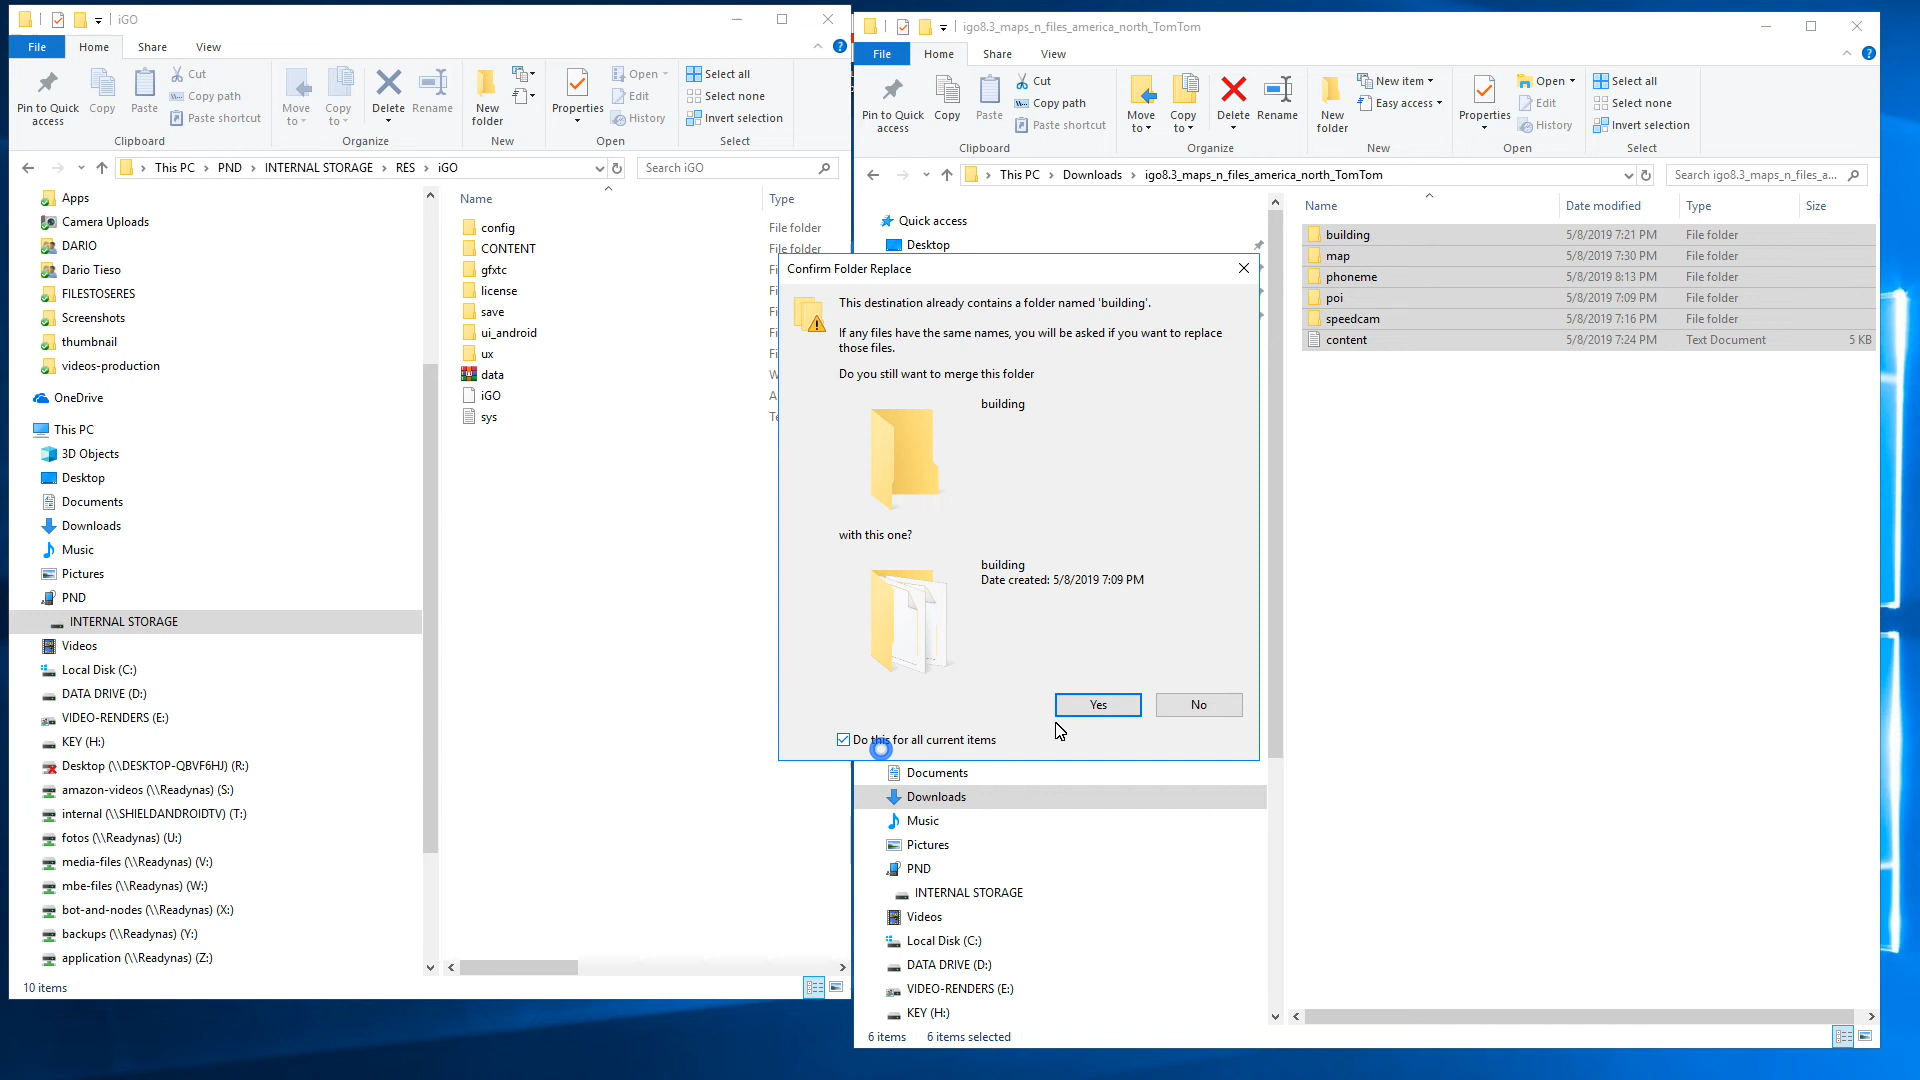 iGO
File
Home
Share
View
Pin to Quick access
Copy
Paste
Cut
Copy path
Paste shortcut
Clipboard
Move to
Copy to
Delete
Rename
Organize
New folder
New
Properties
Open
Edit
History
Open
Select all
Select none
Invert selection
Select
This PC > PND > INTERNAL STORAGE > RES > iGO
Search iGO
Apps
Camera Uploads
DARIO
Dario Tieso
FILESTOSERES
Screenshots
thumbnail
videos-production
OneDrive
This PC
3D Objects
Desktop
Documents
Downloads
Music
Pictures
PND
INTERNAL STORAGE
Videos
Local Disk (C:)
DATA DRIVE (D:)
VIDEO-RENDERS (E:)
KEY (H:)
Desktop (\\DESKTOP-QBVF6HJ) (R:)
amazon-videos (\\Readynas) (S:)
internal (\\SHIELDANDROIDTV) (T:)
fotos (\\Readynas) (U:)
media-files (\\Readynas) (V:)
mbe-files (\\Readynas) (W:)
bot-and-nodes (\\Readynas) (X:)
backups (\\Readynas) (Y:)
application (\\Readynas) (Z:)
Name Type
config File folder
CONTENT File folder
gfxtc
license
save
ui_android
ux
data
iGO
sys
10 items
igo8.3_maps_n_files_america_north_TomTom
File
Home
Share
View
Pin to Quick access
Copy
Paste
Cut
Copy path
Paste shortcut
Clipboard
Move to
Copy to
Delete
Rename
Organize
New folder
New item
Easy access
New
Properties
Open
Edit
History
Open
Select all
Select none
Invert selection
Select
This PC > Downloads > igo8.3_maps_n_files_america_north_TomTom
Search igo8.3_maps_n_files_a...
Quick access
Desktop
Documents
Downloads
Music
Pictures
PND
INTERNAL STORAGE
Videos
Local Disk (C:)
DATA DRIVE (D:)
VIDEO-RENDERS (E:)
KEY (H:)
Name Date modified Type Size
building 5/8/2019 7:21 PM File folder
map 5/8/2019 7:30 PM File folder
phoneme 5/8/2019 8:13 PM File folder
poi 5/8/2019 7:09 PM File folder
speedcam 5/8/2019 7:16 PM File folder
content 5/8/2019 7:24 PM Text Document 5 KB
6 items 6 items selected
Confirm Folder Replace
This destination already contains a folder named 'building'.
If any files have the same names, you will be asked if you want to replace
those files.
Do you still want to merge this folder
building
with this one?
building
Date created: 5/8/2019 7:09 PM
Yes
No
Do this for all current items